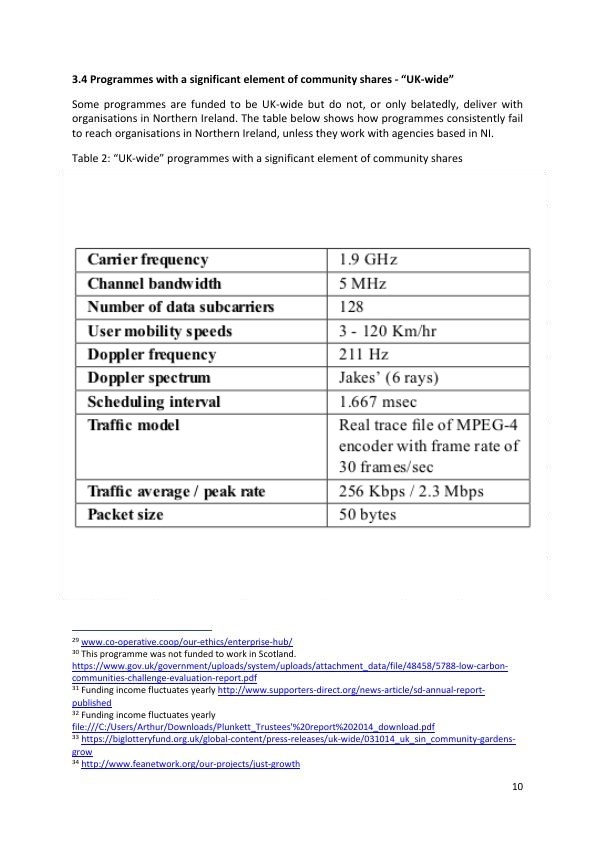 3.4 Programmes with a significant element of community shares - “UK-wide”
Some programmes are funded to be UK-wide but do not, or only belatedly, deliver with
organisations in Northern Ireland. The table below shows how programmes consistently fail
to reach organisations in Northern Ireland, unless they work with agencies based in NI.
Table 2: “UK-wide” programmes with a significant element of community shares
Carrier frequency 1.9 GHz
Channel bandwidth 5 MHz
Number of data subcarriers 128
User mobility speeds 3 - 120 Km/hr
Doppler frequency 211 Hz
Doppler spectrum Jakes’ (6 rays)
Scheduling interval 1.667 msec
Traffic model Real trace file of MPEG-4
encoder with frame rate of
30 frames/sec
Traffic average / peak rate 256 Kbps / 2.3 Mbps
Packet size 50 bytes
29 www.co-operative.coop/our-ethics/enterprise-hub/
30 This programme was not funded to work in Scotland.
https://www.gov.uk/government/uploads/system/uploads/attachment_data/file/48458/5788-low-carbon-
communities-challenge-evaluation-report.pdf
31 Funding income fluctuates yearly http://www.supporters-direct.org/news-article/sd-annual-report-
published
32 Funding income fluctuates yearly
file:///C:/Users/Arthur/Downloads/Plunkett_Trustees'%20report%202014_download.pdf
33 https://biglotteryfund.org.uk/global-content/press-releases/uk-wide/031014_uk_sin_community-gardens-
grow
34 http://www.feanetwork.org/our-projects/just-growth
10